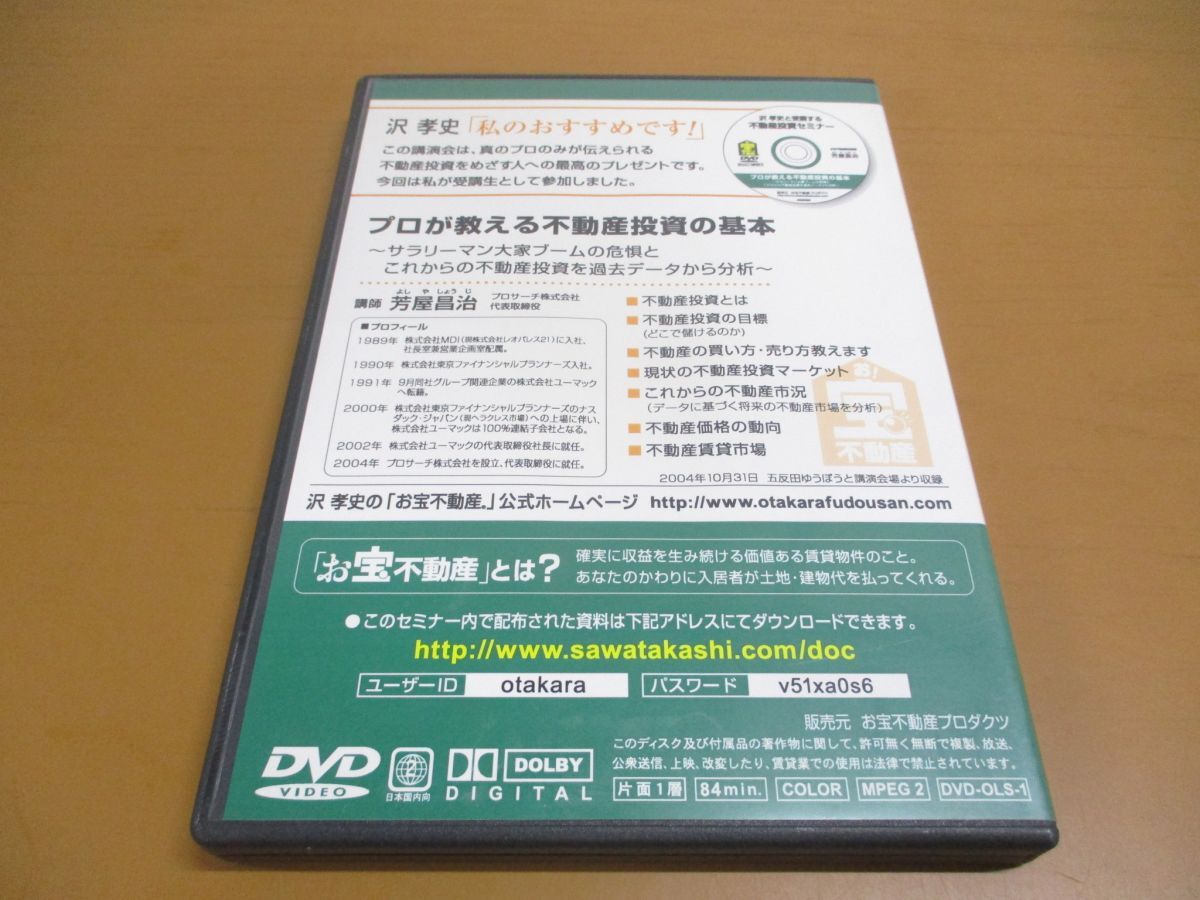 沢 孝史「私のおすすめです!」
この講演会は、真のプロのみが伝えられる
不動産投資をめざす人への最高のプレゼントです。
今回は私が受講生として参加しました。
沢 孝史と受講する
不動産投資セミナー
DVD
芳屋昌治
プロが教える不動産投資の基本
プロが教える不動産投資の基本
〜サラリーマン大家ブームの危惧と
これからの不動産投資を過去データから分析〜
よし や しょう じ
講師 芳屋昌治 プロサーチ株式会社
代表取締役
■プロフィール
1989年 株式会社MDI(現株式会社レオパレス21)に入社、
社長室兼営業企画室配属。
1990年 株式会社東京ファイナンシャルプランナーズ入社。
1991年 9月同社グループ関連企業の株式会社ユーマック
へ転籍。
2000年 株式会社東京ファイナンシャルプランナーズのナス
ダック・ジャパン(現ヘラクレス市場)への上場に伴い、
株式会社ユーマックは100%連結子会社となる。
2002年 株式会社ユーマックの代表取締役社長に就任。
2004年 プロサーチ株式会社を設立、代表取締役に就任。
■不動産投資とは
■不動産投資の目標
(どこで儲けるのか)
■不動産の買い方・売り方教えます
■現状の不動産投資マーケット
■これからの不動産市況
(データに基づく将来の不動産市場を分析)
■不動産価格の動向
■不動産賃貸市場
お!
宝
不動産
2004年10月31日 五反田ゆうぽうと講演会場より収録
沢 孝史の「お宝不動産。」公式ホームページ http://www.otakarafudousan.com
「お宝不動産」とは?
確実に収益を生み続ける価値ある賃貸物件のこと。
あなたのかわりに入居者が土地・建物代を払ってくれる。
●このセミナー内で配布された資料は下記アドレスにてダウンロードできます。
http://www.sawatakashi.com/doc
ユーザーID otakara パスワード v51xa0s6
販売元 お宝不動産プロダクツ
このディスク及び付属品の著作物に関して、許可無く無断で複製、放送、
公衆送信、上映、改変したり、賃貸業での使用は法律で禁止されています。
DVD
VIDEO
2
日本国内向
DOLBY
DIGITAL
片面1層 84min. COLOR MPEG 2 DVD-OLS-1